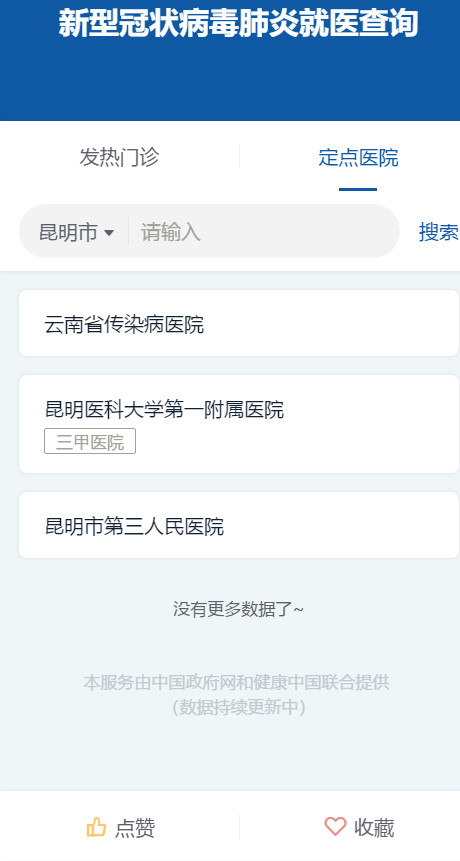 新型冠状病毒肺炎就医查询
发热门诊
定点医院
昆明市
请输入
搜索
云南省传染病医院
昆明医科大学第一附属医院
三甲医院
昆明市第三人民医院
没有更多数据了~
本服务由中国政府网和健康中国联合提供
（数据持续更新中）
点赞
收藏